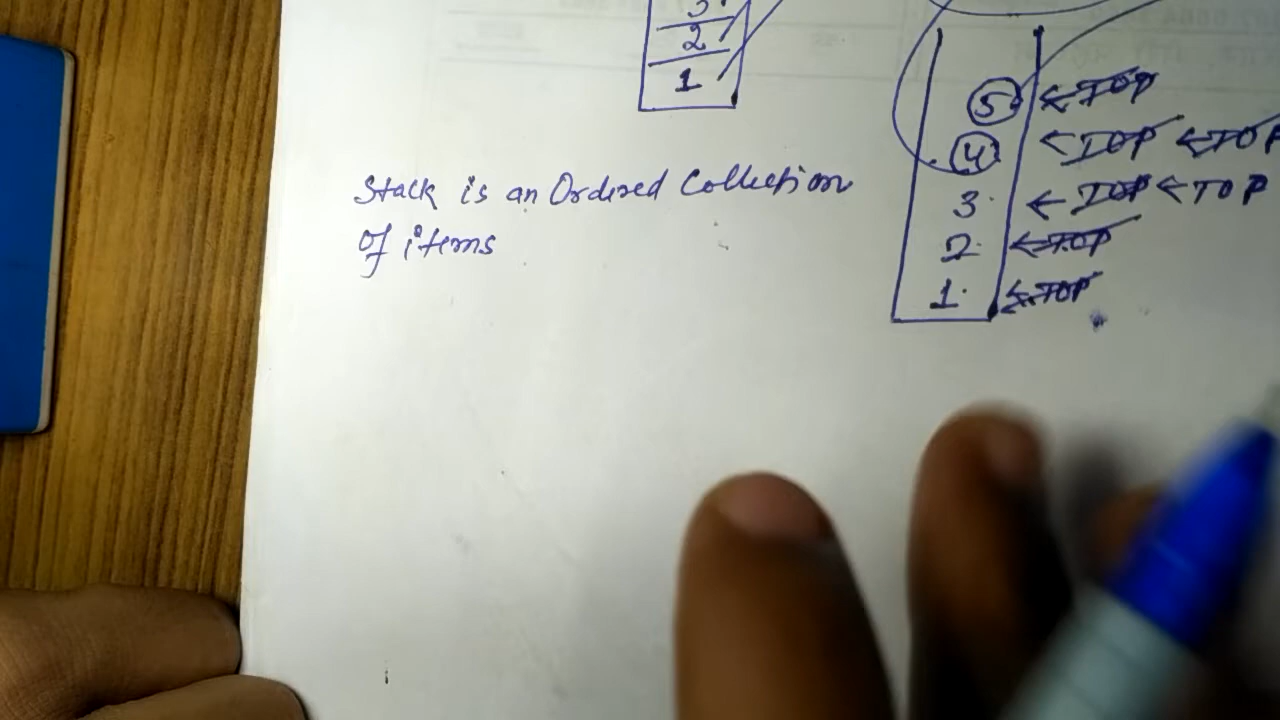 3
2
1
5 ← TOP
4 ← TOP ← TOP
3 ← TOP ← TOP
2 ← TOP
1 ← TOP
Stack is an Ordered Collection
Of items